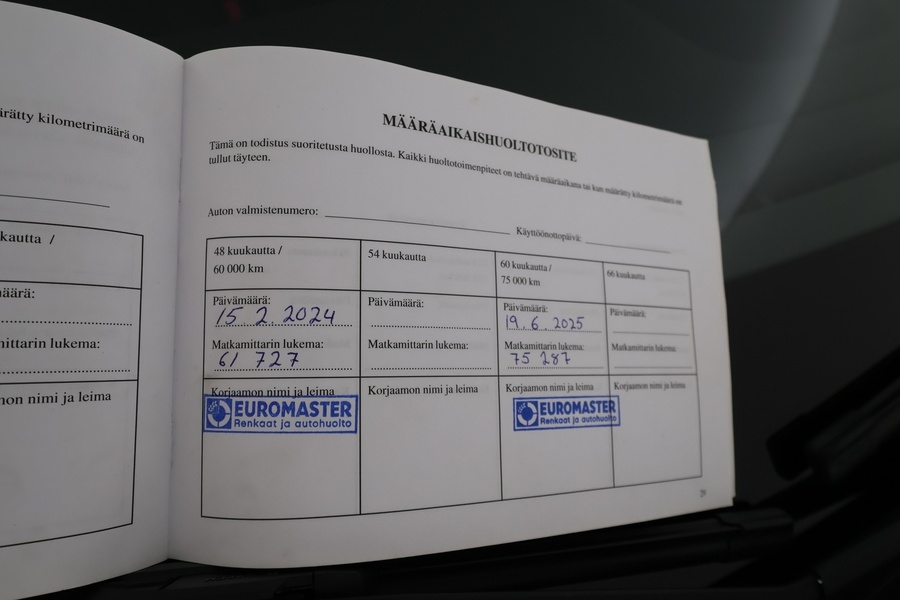 ärätty kilometrimäärä on
kautta /
äärä:
mittarin lukema:
on nimi ja leima
MÄÄRÄAIKAISHUOLTOTOSITE
Tämä on todistus suoritetusta huollosta. Kaikki huoltotoimenpiteet on tehtävä määräaikana tai kun määrätty kilometrimäärä on
tullut täyteen.
Auton valmistenumero: Käyttöönottopäivä:
48 kuukautta /
60 000 km
54 kuukautta
60 kuukautta /
75 000 km
66 kuukautta
Päivämäärä:
15 2. 2024
Päivämäärä:
Päivämäärä:
19. 6. 2025
Päivämäärä:
Matkamittarin lukema:
61 727
Matkamittarin lukema:
Matkamittarin lukema:
75 287
Matkamittarin lukema:
Korjaamon nimi ja leima
EUROMASTER
Renkaat ja autohuolto
Korjaamon nimi ja leima
Korjaamon nimi ja leima
EUROMASTER
Renkaat ja autohuolto
Korjaamon nimi ja leima
29